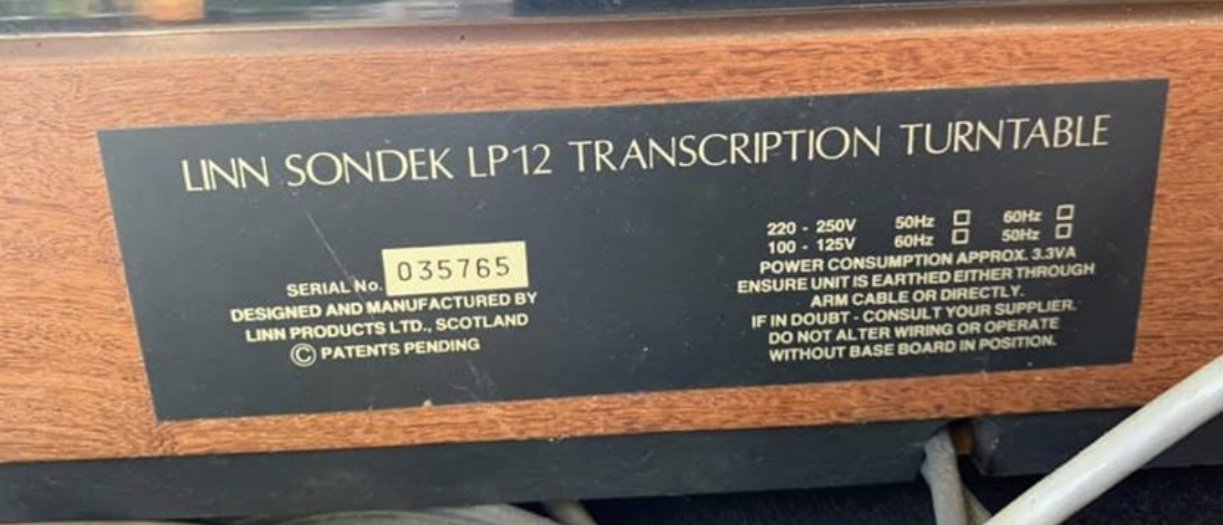 LINN SONDEK LP12 TRANSCRIPTION TURNTABLE
SERIAL No. 035765
DESIGNED AND MANUFACTURED BY
LINN PRODUCTS LTD., SCOTLAND
© PATENTS PENDING
220 - 250V 50Hz ☐ 60Hz ☐
100 - 125V 60Hz ☐ 50Hz ☐
POWER CONSUMPTION APPROX. 3.3VA
ENSURE UNIT IS EARTHED EITHER THROUGH
ARM CABLE OR DIRECTLY.
IF IN DOUBT - CONSULT YOUR SUPPLIER.
DO NOT ALTER WIRING OR OPERATE
WITHOUT BASE BOARD IN POSITION.